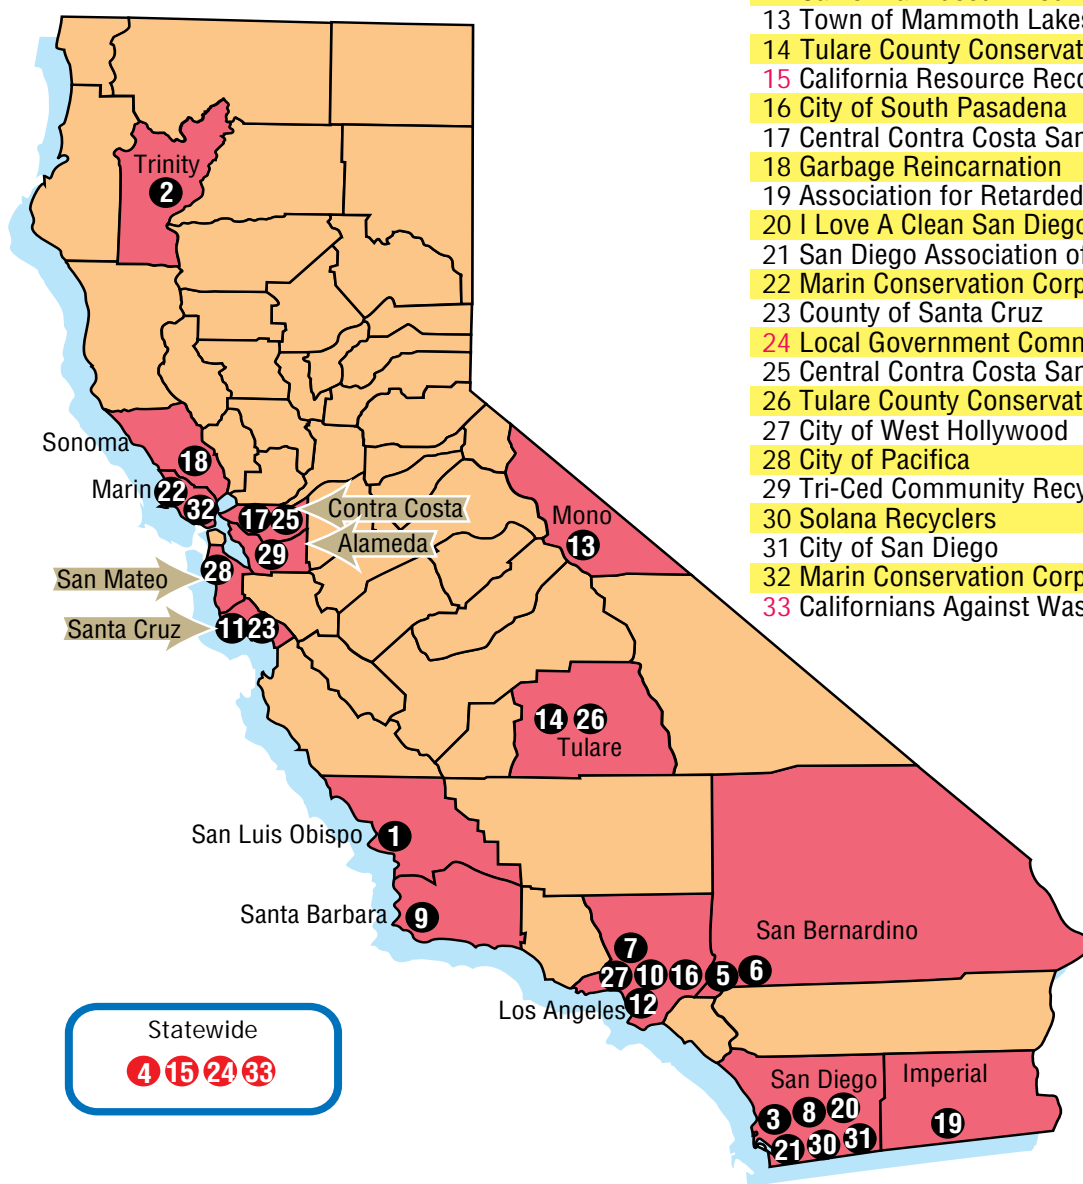 13 Town of Mammoth Lakes
14 Tulare County Conservat
15 California Resource Reco
16 City of South Pasadena
17 Central Contra Costa San
18 Garbage Reincarnation
19 Association for Retarded
20 I Love A Clean San Diego
21 San Diego Association of
22 Marin Conservation Corp
23 County of Santa Cruz
24 Local Government Comm
25 Central Contra Costa San
26 Tulare County Conservat
27 City of West Hollywood
28 City of Pacifica
29 Tri-Ced Community Recy
30 Solana Recyclers
31 City of San Diego
32 Marin Conservation Corp
33 Californians Against Was
Trinity
2
Sonoma
18
Marin 22
32
17 25 Contra Costa
29 Alameda
Mono
13
San Mateo 28
Santa Cruz 11 23
14 26
Tulare
San Luis Obispo 1
Santa Barbara 9
San Bernardino
7
27 10 16 5 6
Los Angeles 12
Statewide
4 15 24 33
San Diego
3 8 20
21 30 31
Imperial
19